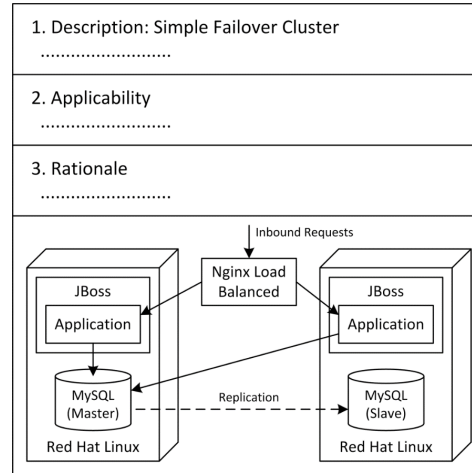 1. Description: Simple Failover Cluster
..............................
2. Applicability
..............................
3. Rationale
..............................
Inbound Requests
Nginx Load
Balanced
JBoss
Application
MySQL
(Master)
Red Hat Linux
Replication
JBoss
Application
MySQL
(Slave)
Red Hat Linux